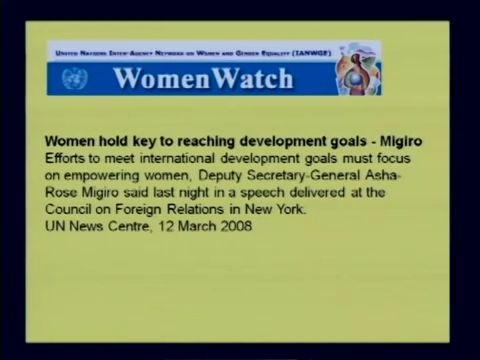 UNITED NATIONS INTER-AGENCY NETWORK ON WOMEN AND GENDER EQUALITY (IANWGE)
WomenWatch
Women hold key to reaching development goals - Migiro
Efforts to meet international development goals must focus
on empowering women, Deputy Secretary-General Asha-
Rose Migiro said last night in a speech delivered at the
Council on Foreign Relations in New York.
UN News Centre, 12 March 2008